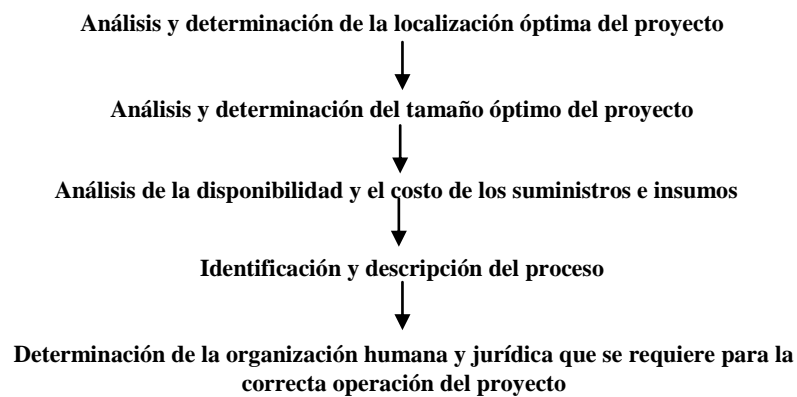 Análisis y determinación de la localización óptima del proyecto
Análisis y determinación del tamaño óptimo del proyecto
Análisis de la disponibilidad y el costo de los suministros e insumos
Identificación y descripción del proceso
Determinación de la organización humana y jurídica que se requiere para la
correcta operación del proyecto